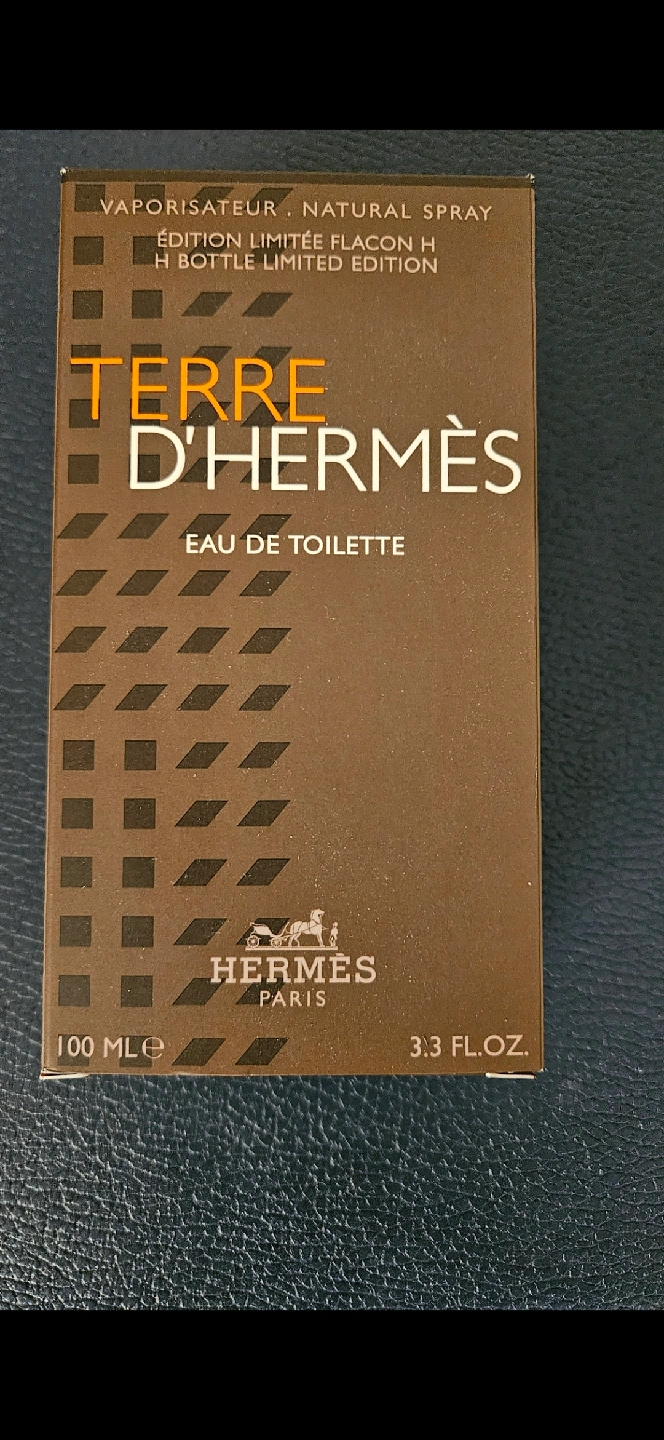 VAPORISATEUR . NATURAL SPRAY
ÉDITION LIMITÉE FLACON H
H BOTTLE LIMITED EDITION
TERRE
D'HERMÈS
EAU DE TOILETTE
HERMÈS
PARIS
100 ML ℮ 3.3 FL.OZ.